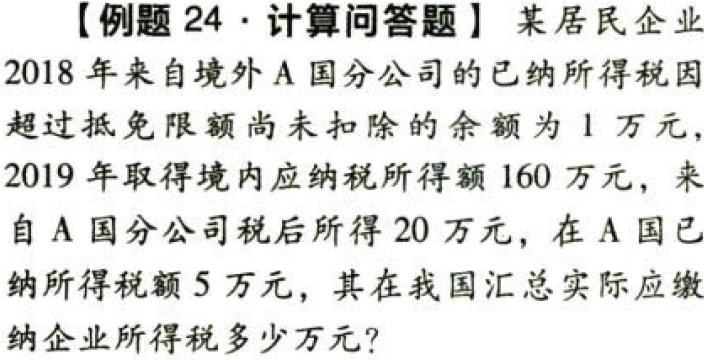 【例题 24·计算问答题】某居民企业
2018 年来自境外 A 国分公司的已纳所得税因
超过抵免限额尚未扣除的余额为 1 万元,
2019 年取得境内应纳税所得额 160 万元, 来
自 A 国分公司税后所得 20 万元, 在 A 国已
纳所得税额 5 万元, 其在我国汇总实际应缴
纳企业所得税多少万元?